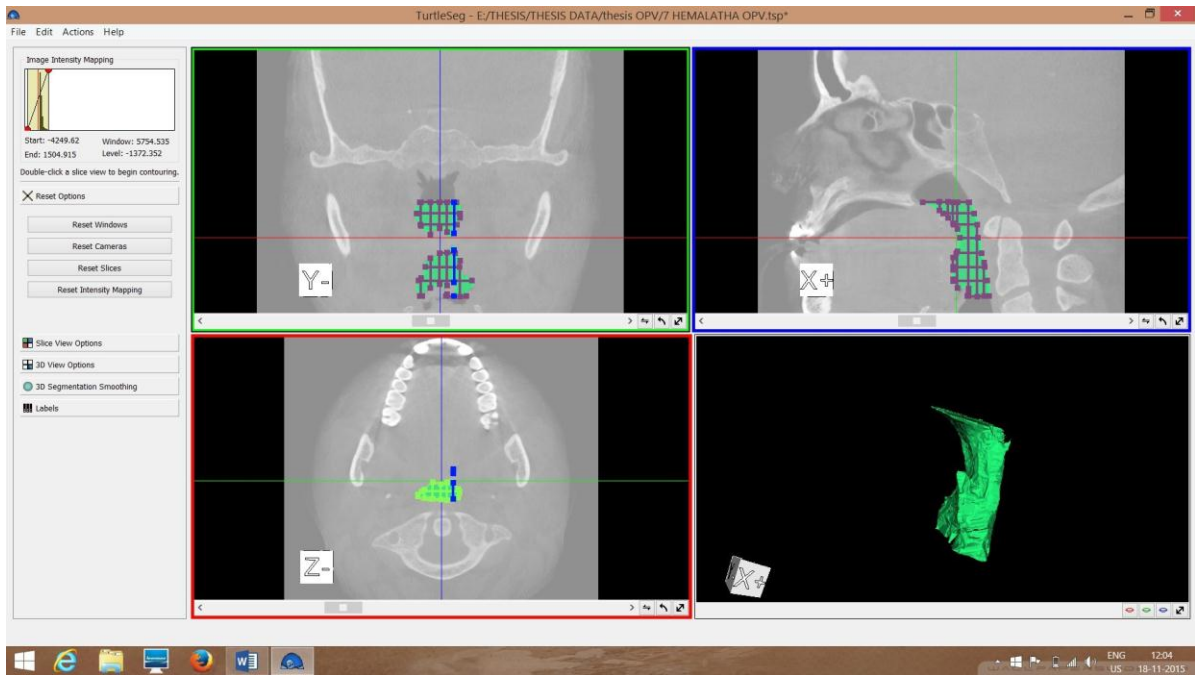 TurtleSeg - E:/THESIS/THESIS DATA/thesis OPV/7 HEMALATHA OPV.tsp*
File Edit Actions Help
Image Intensity Mapping
Start: -4249.62 Window: 5754.535
End: 1504.915 Level: -1372.352
Double-click a slice view to begin contouring.
Reset Options
Reset Windows
Reset Cameras
Reset Slices
Reset Intensity Mapping
Slice View Options
3D View Options
3D Segmentation Smoothing
Labels
Y-
X+
Z-
X+
ENG 12:04
US 18-11-2015